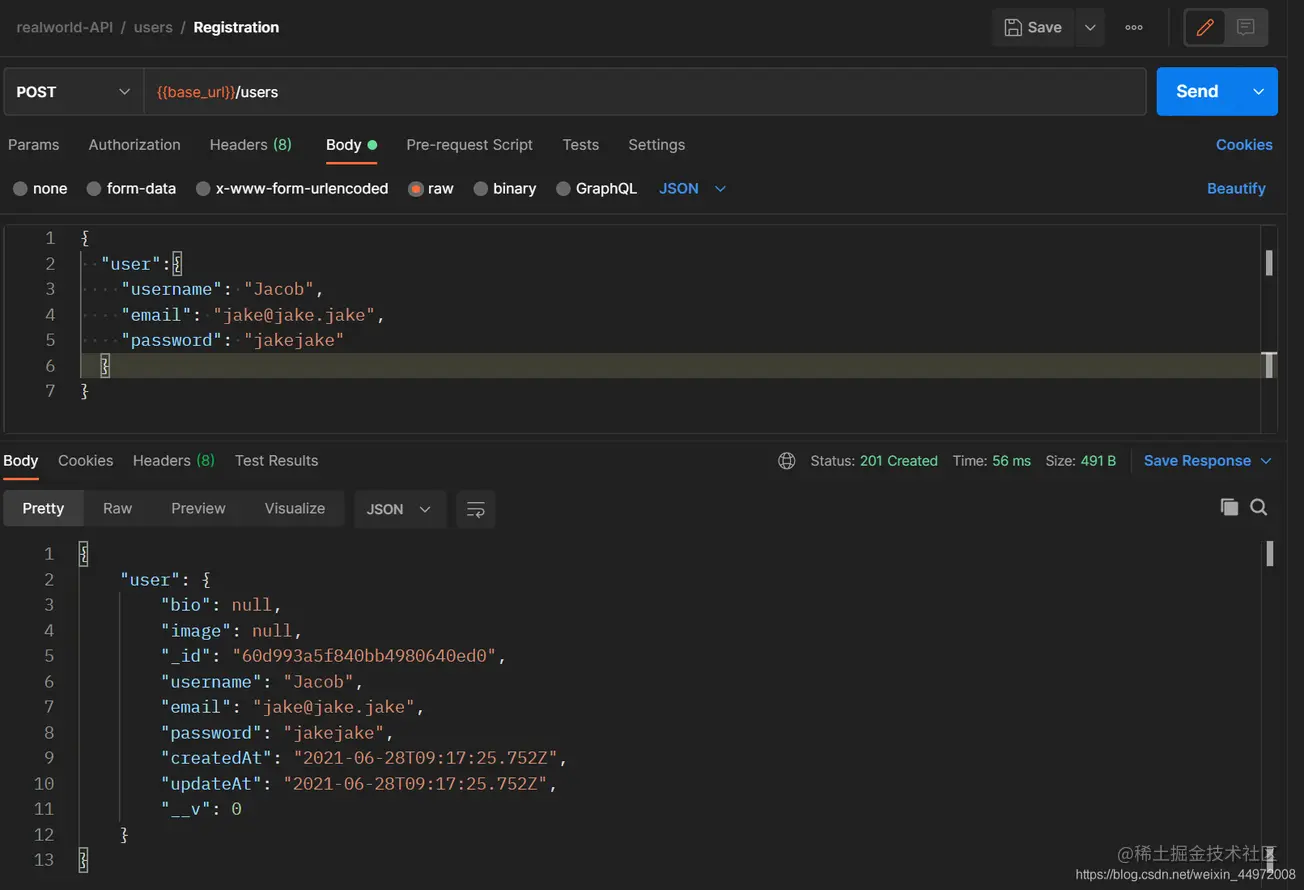 realworld-API / users / Registration Save
POST {{base_url}}/users Send
Params Authorization Headers (8) Body Pre-request Script Tests Settings Cookies
none form-data x-www-form-urlencoded raw binary GraphQL JSON Beautify
1 {
2 "user":{
3 "username": "Jacob",
4 "email": "jake@jake.jake",
5 "password": "jakejake"
6 }
7 }
Body Cookies Headers (8) Test Results Status: 201 Created Time: 56 ms Size: 491 B Save Response
Pretty Raw Preview Visualize JSON
1 {
2 "user": {
3 "bio": null,
4 "image": null,
5 "_id": "60d993a5f840bb4980640ed0",
6 "username": "Jacob",
7 "email": "jake@jake.jake",
8 "password": "jakejake",
9 "createdAt": "2021-06-28T09:17:25.752Z",
10 "updateAt": "2021-06-28T09:17:25.752Z",
11 "__v": 0
12 }
13 }
@稀土掘金技术社区
https://blog.csdn.net/weixin_44972008